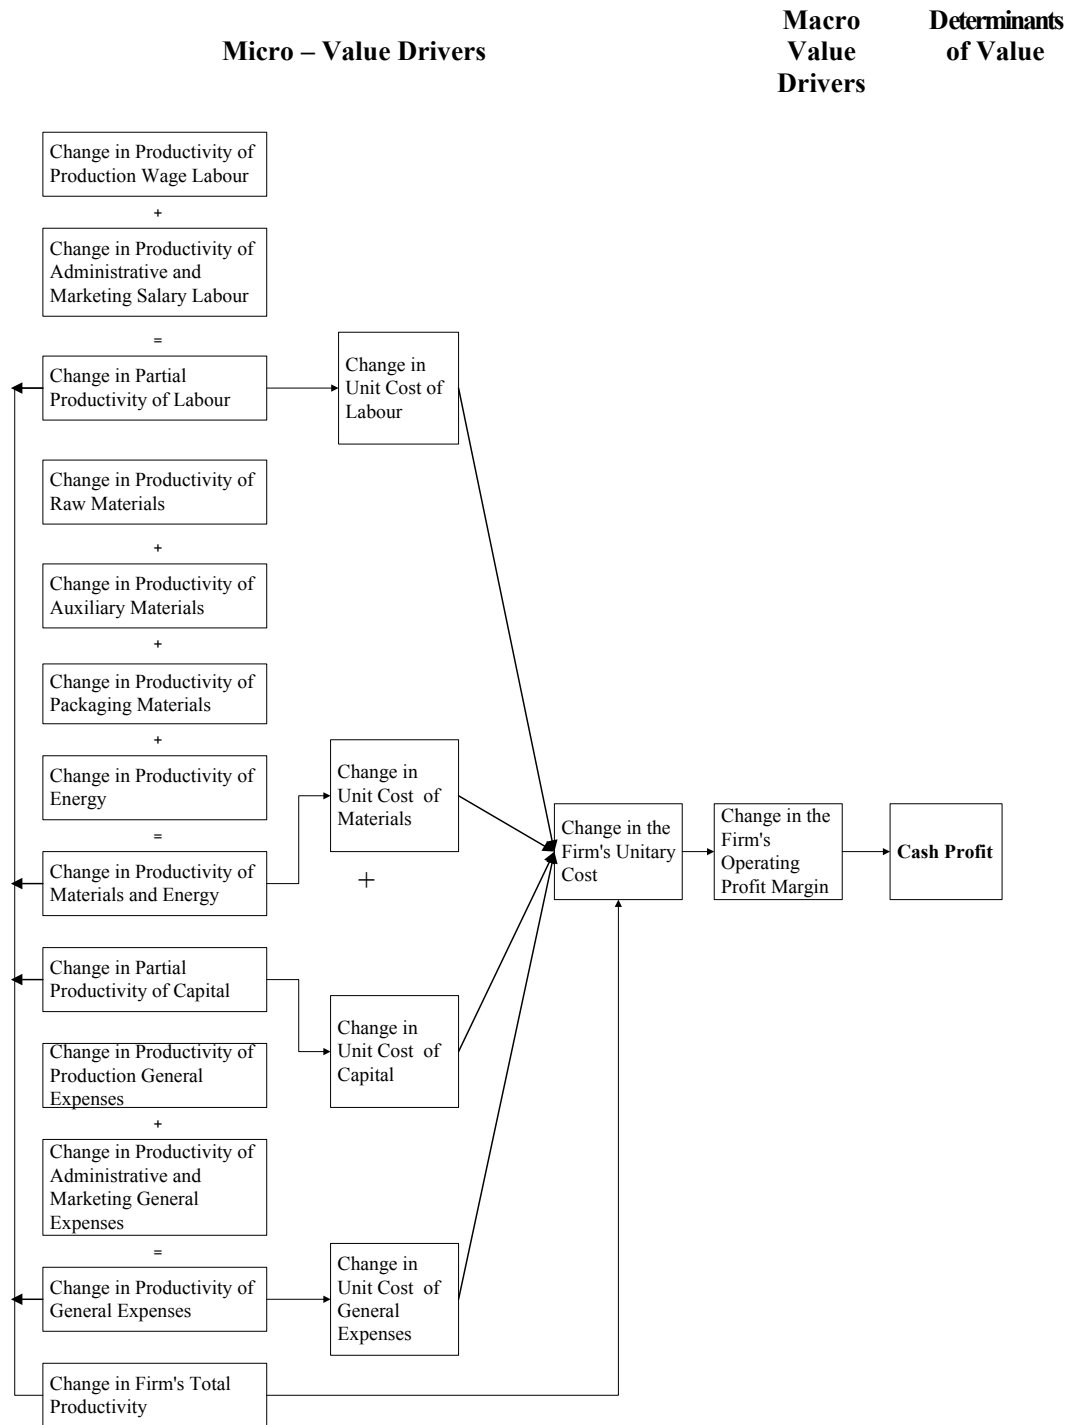 Micro – Value Drivers
Macro
Value
Drivers
Determinants
of Value
Change in Productivity of
Production Wage Labour
+
Change in Productivity of
Administrative and
Marketing Salary Labour
=
Change in Partial
Productivity of Labour
Change in
Unit Cost of
Labour
Change in Productivity of
Raw Materials
+
Change in Productivity of
Auxiliary Materials
+
Change in Productivity of
Packaging Materials
+
Change in Productivity of
Energy
=
Change in Productivity of
Materials and Energy
Change in
Unit Cost of
Materials
+
Change in the
Firm's Unitary
Cost
Change in the
Firm's
Operating
Profit Margin
Cash Profit
Change in Partial
Productivity of Capital
Change in
Unit Cost of
Capital
Change in Productivity of
Production General
Expenses
+
Change in Productivity of
Administrative and
Marketing General
Expenses
=
Change in Productivity of
General Expenses
Change in
Unit Cost of
General
Expenses
Change in Firm's Total
Productivity